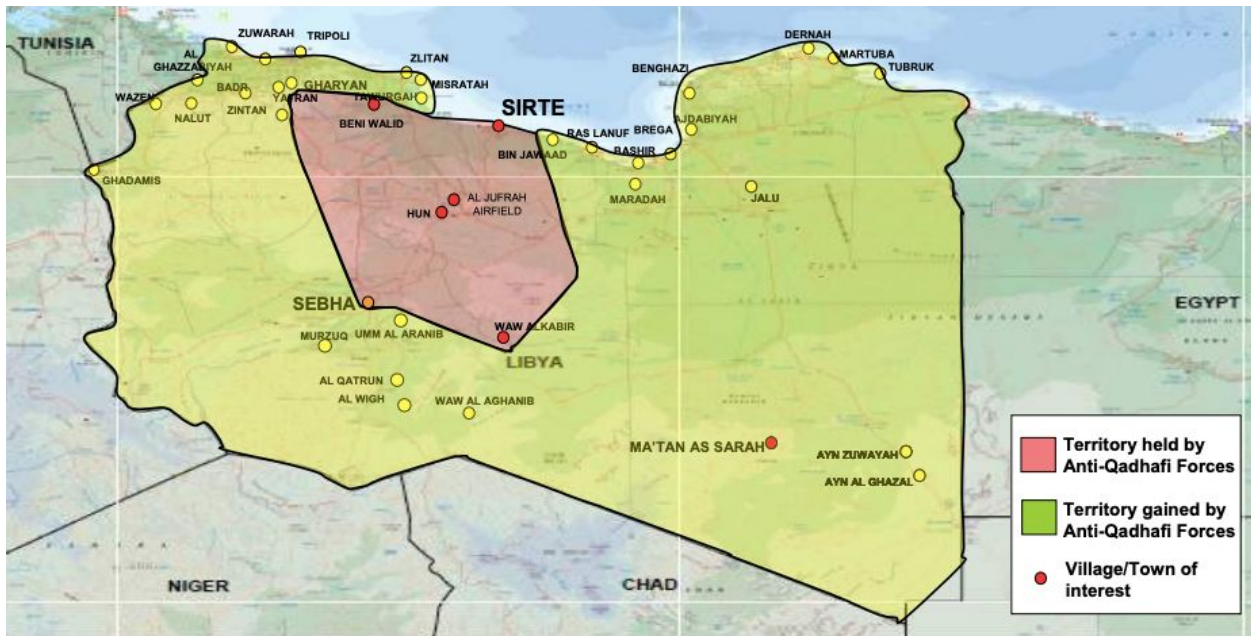 TUNISIA
ZUWARAH
TRIPOLI
AL
GHAZZABIYAH
ZLITAN
BADR
GHARYAN
MISRATAH
WAZEN
YAFRAN
TAWURGAH
NALUT
ZINTAN
BENI WALID
SIRTE
GHADAMIS
BIN JAWAAD
RAS LANUF
BREGA
BASHIR
BENGHAZI
AJDABIYAH
DERNAH
MARTUBA
TUBRUK
MARADAH
JALU
HUN
AL JUFRAH
AIRFIELD
SEBHA
WAW ALKABIR
UMM AL ARANIB
MURZUQ
LIBYA
EGYPT
AL QATRUN
AL WIGH
WAW AL AGHANIB
MA'TAN AS SARAH
AYN ZUWAYAH
AYN AL GHAZAL
NIGER
CHAD
Territory held by
Anti-Qadhafi Forces
Territory gained by
Anti-Qadhafi Forces
Village/Town of
interest